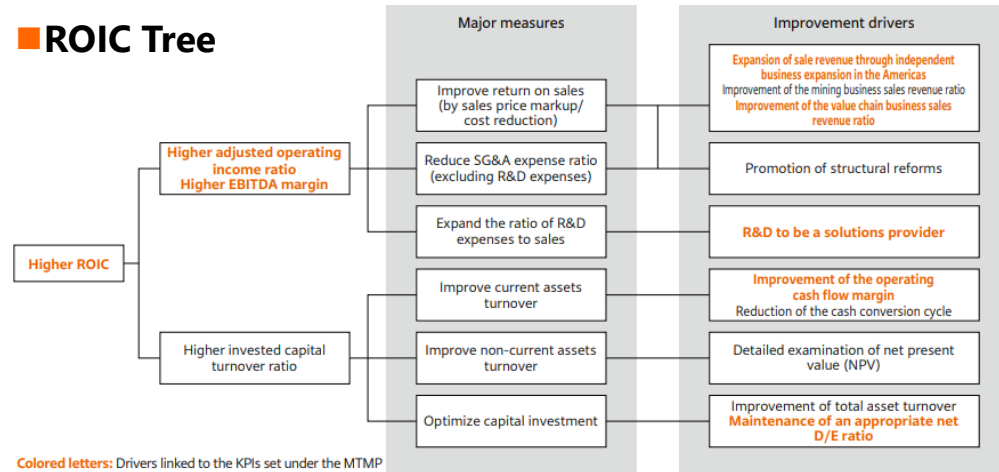 ■ROIC Tree
Major measures
Improvement drivers
Higher ROIC
Higher adjusted operating
income ratio
Higher EBITDA margin
Higher invested capital
turnover ratio
Improve return on sales
(by sales price markup/
cost reduction)
Reduce SG&A expense ratio
(excluding R&D expenses)
Expand the ratio of R&D
expenses to sales
Improve current assets
turnover
Improve non-current assets
turnover
Optimize capital investment
Expansion of sale revenue through independent
business expansion in the Americas
Improvement of the mining business sales revenue ratio
Improvement of the value chain business sales
revenue ratio
Promotion of structural reforms
R&D to be a solutions provider
Improvement of the operating
cash flow margin
Reduction of the cash conversion cycle
Detailed examination of net present
value (NPV)
Improvement of total asset turnover
Maintenance of an appropriate net
D/E ratio
Colored letters: Drivers linked to the KPIs set under the MTMP